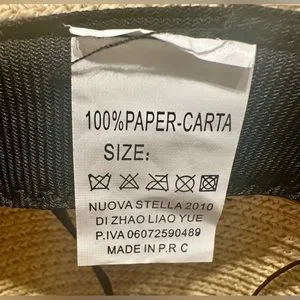 100%PAPER-CARTA
SIZE:
NUOVA STELLA 2010
DI ZHAO LIAO YUE
P.IVA 06072590489
MADE IN P.R C